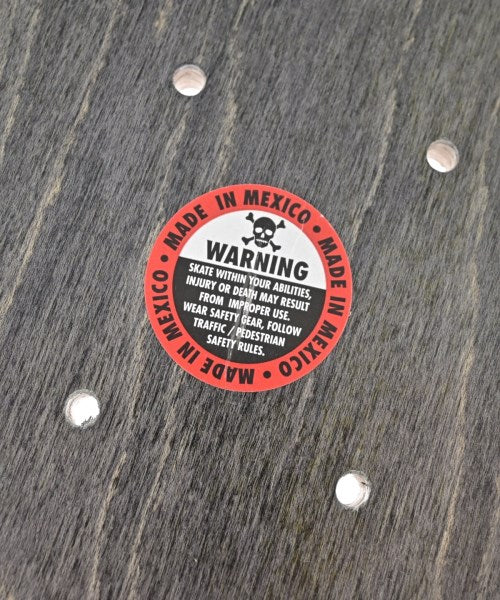 MADE IN MEXICO • MADE IN MEXICO • MADE IN MEXICO •
WARNING
SKATE WITHIN YOUR ABILITIES,
INJURY OR DEATH MAY RESULT
FROM IMPROPER USE.
WEAR SAFETY GEAR, FOLLOW
TRAFFIC / PEDESTRIAN
SAFETY RULES.